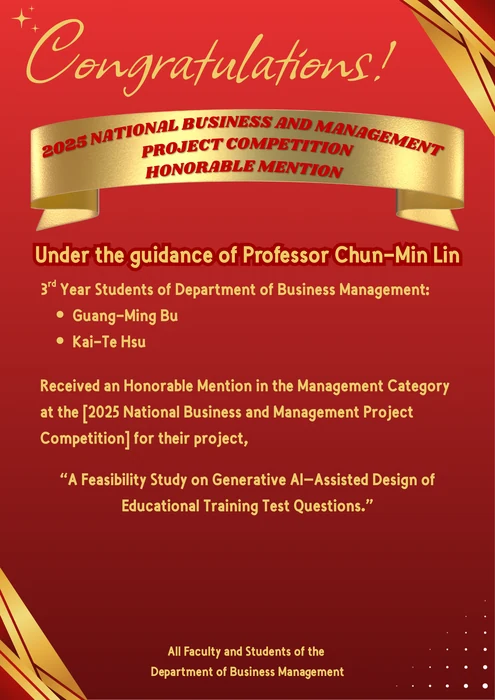 Congratulations!
2025 NATIONAL BUSINESS AND MANAGEMENT
PROJECT COMPETITION
HONORABLE MENTION
Under the guidance of Professor Chun-Min Lin
3rd Year Students of Department of Business Management:
• Guang-Ming Bu
• Kai-Te Hsu
Received an Honorable Mention in the Management Category
at the [2025 National Business and Management Project
Competition] for their project,
“A Feasibility Study on Generative AI-Assisted Design of
Educational Training Test Questions.”
All Faculty and Students of the
Department of Business Management